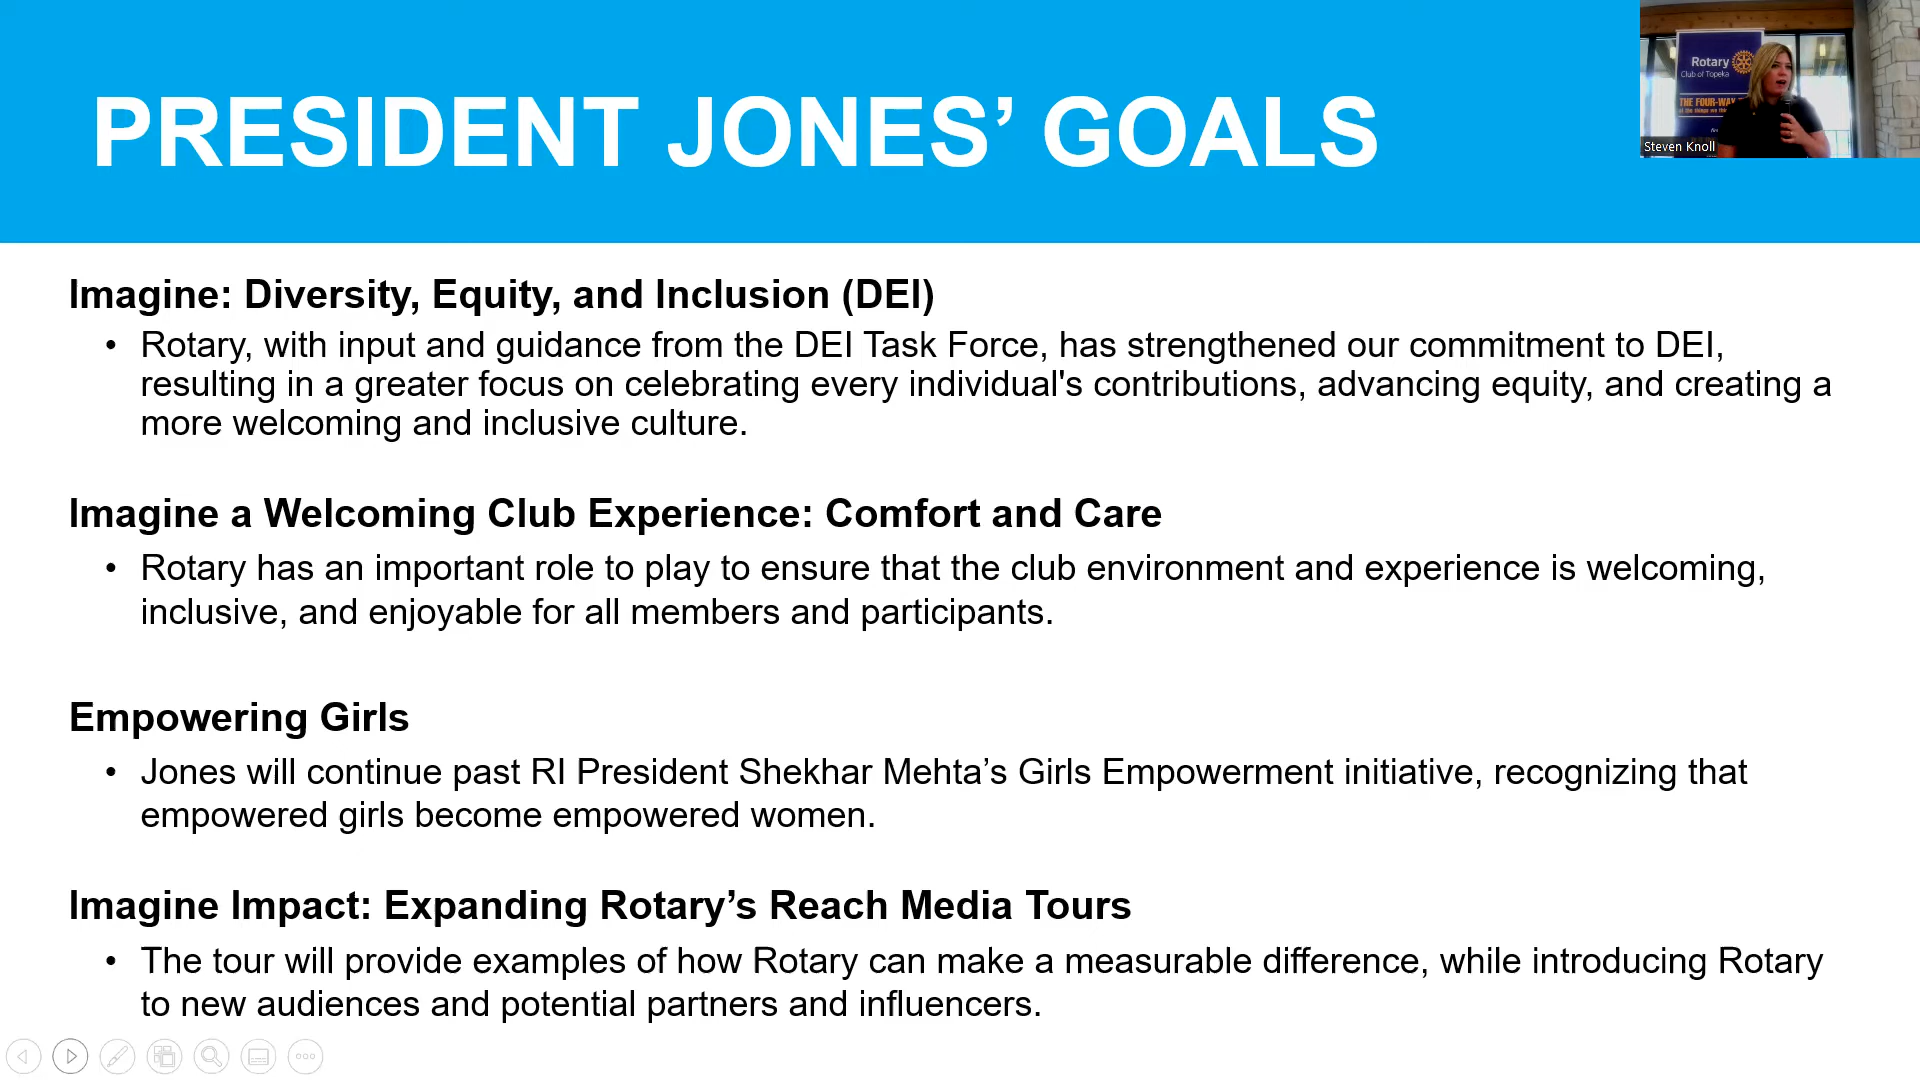 PRESIDENT JONES’ GOALS
Rotary
Club of Topeka
THE FOUR-WAY
Steven Knoll
Imagine: Diversity, Equity, and Inclusion (DEI)
• Rotary, with input and guidance from the DEI Task Force, has strengthened our commitment to DEI,
resulting in a greater focus on celebrating every individual's contributions, advancing equity, and creating a
more welcoming and inclusive culture.
Imagine a Welcoming Club Experience: Comfort and Care
• Rotary has an important role to play to ensure that the club environment and experience is welcoming,
inclusive, and enjoyable for all members and participants.
Empowering Girls
• Jones will continue past RI President Shekhar Mehta’s Girls Empowerment initiative, recognizing that
empowered girls become empowered women.
Imagine Impact: Expanding Rotary’s Reach Media Tours
• The tour will provide examples of how Rotary can make a measurable difference, while introducing Rotary
to new audiences and potential partners and influencers.